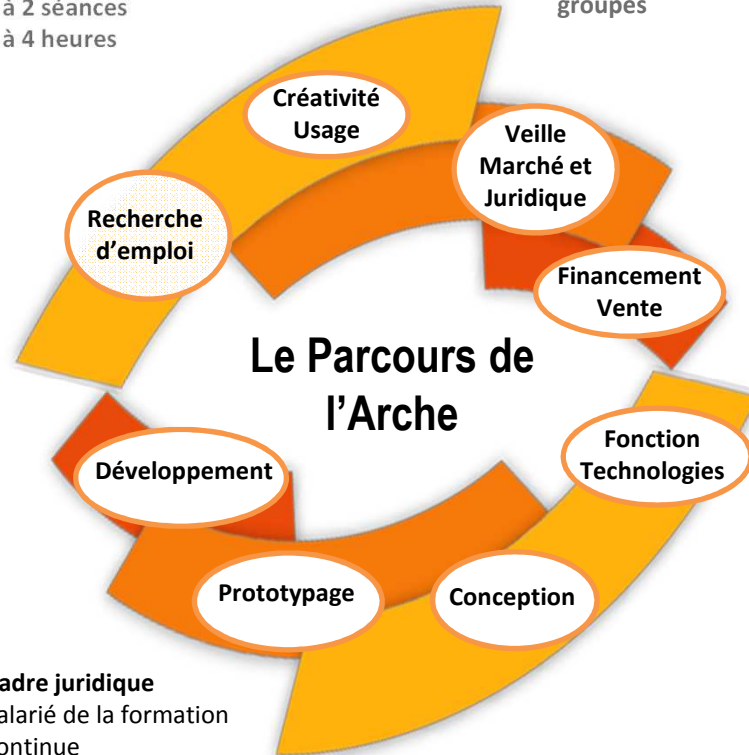 à 2 séances
à 4 heures
groupes
Créativité
Usage
Veille
Marché et
Juridique
Recherche
d’emploi
Financement
Vente
Le Parcours de
l’Arche
Fonction
Technologies
Développement
Prototypage
Conception
adre juridique
alarié de la formation
ontinue